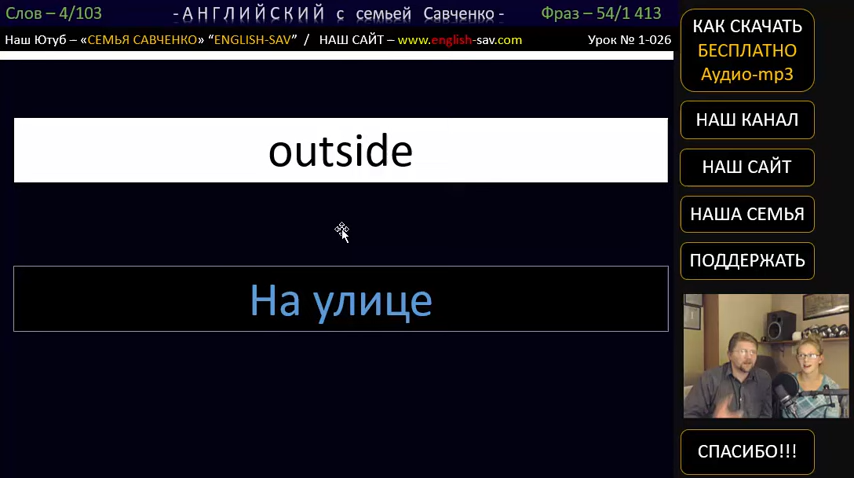 Слов – 4/103
- АНГЛИЙСКИЙ с семьей Савченко -
Фраз – 54/1 413
Наш Ютуб – «СЕМЬЯ САВЧЕНКО» “ENGLISH-SAV” / НАШ САЙТ – www.english-sav.com
Урок № 1-026
outside
На улице
КАК СКАЧАТЬ
БЕСПЛАТНО
Аудио-mp3
НАШ КАНАЛ
НАШ САЙТ
НАША СЕМЬЯ
ПОДДЕРЖАТЬ
СПАСИБО!!!